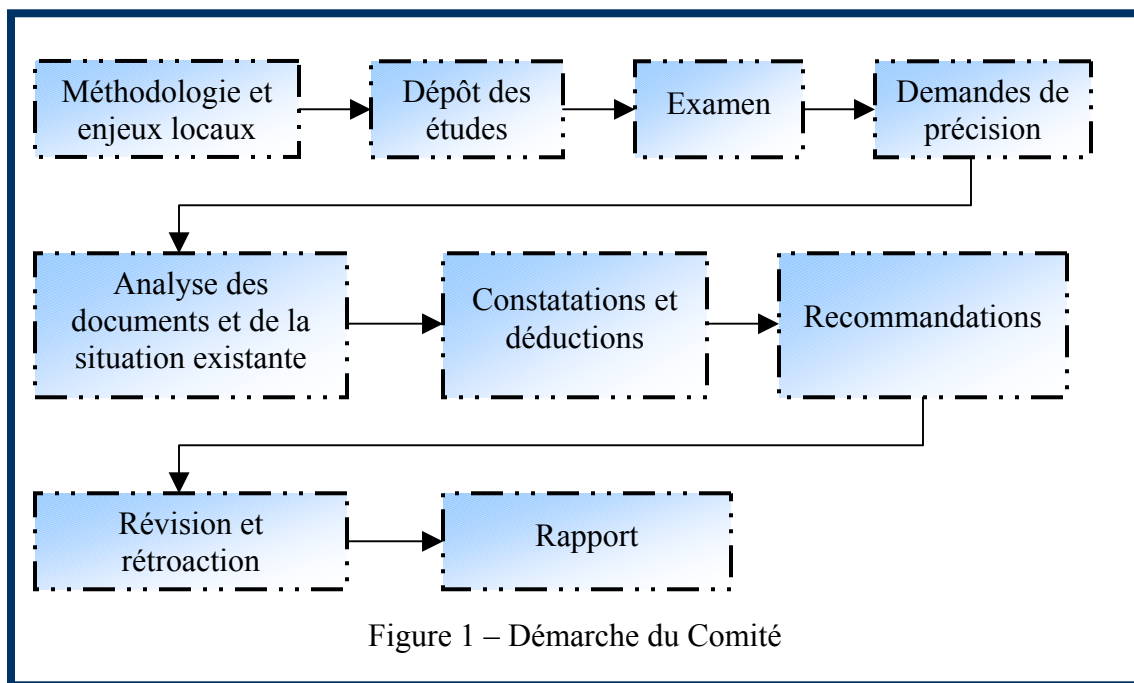 Méthodologie et
enjeux locaux
Dépôt des
études
Examen
Demandes de
précision
Analyse des
documents et de la
situation existante
Constatations et
déductions
Recommandations
Révision et
rétroaction
Rapport
Figure 1 – Démarche du Comité